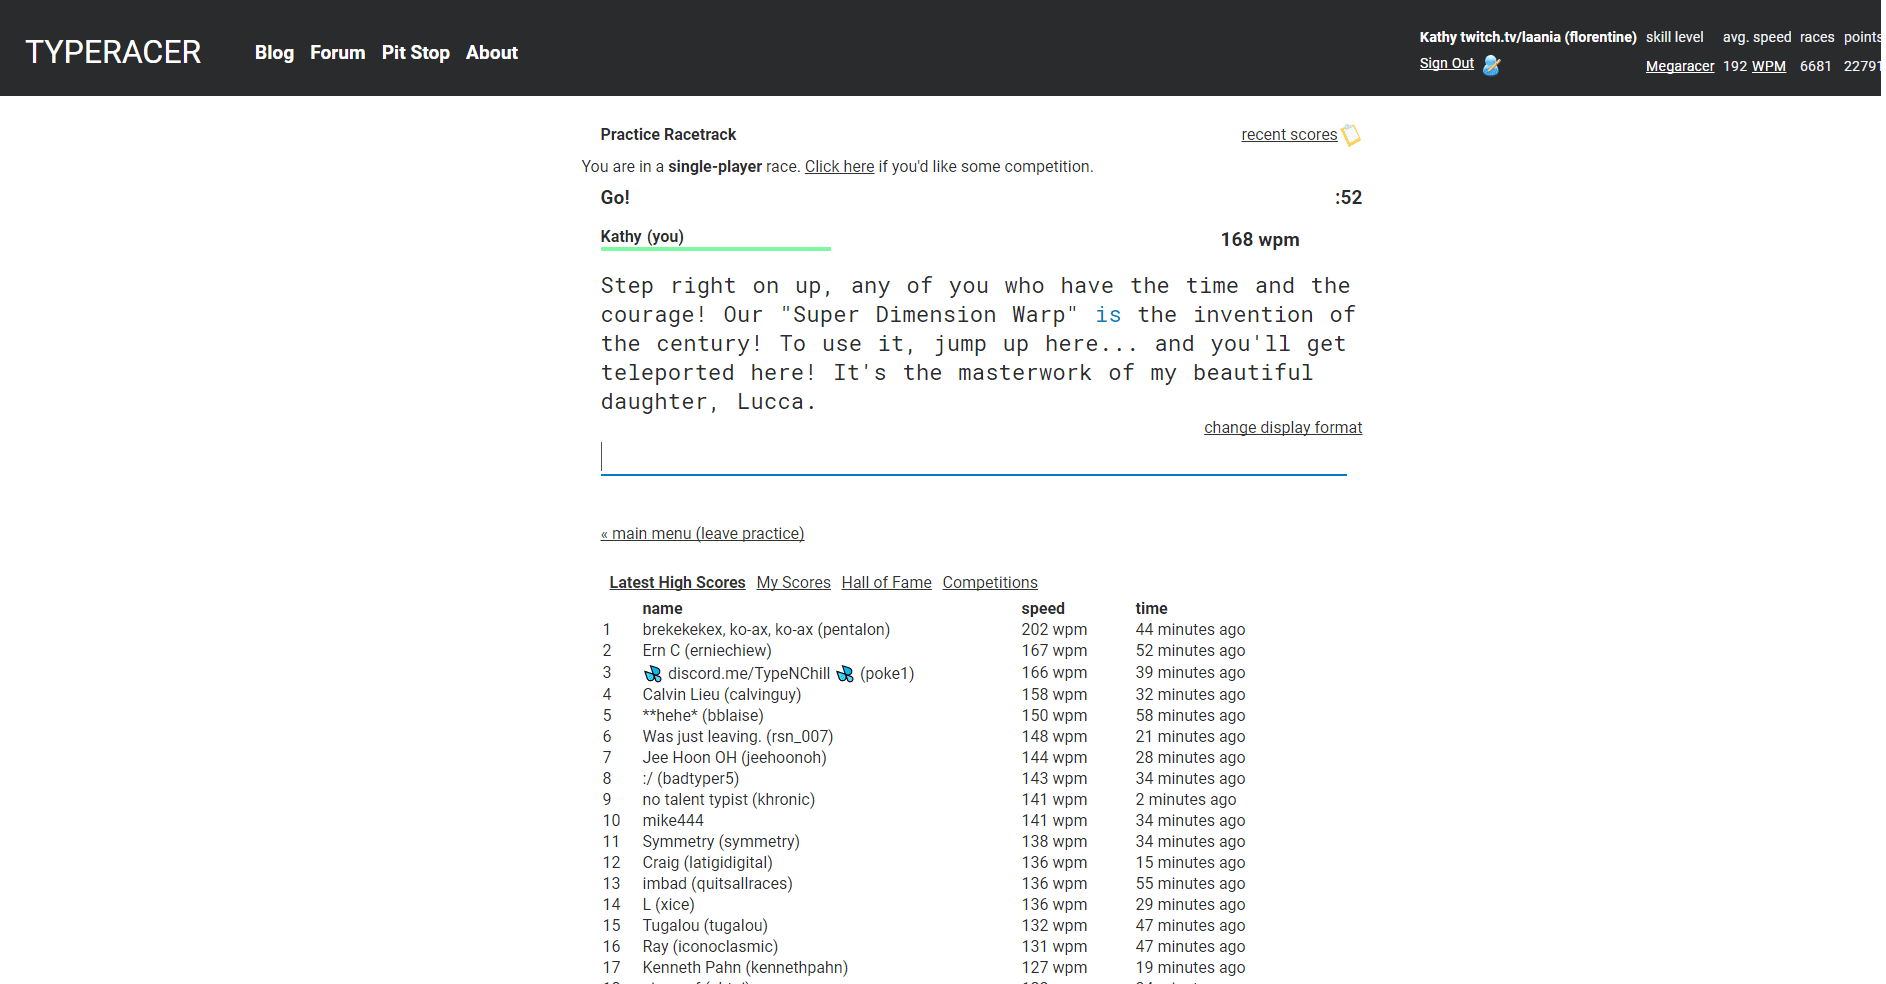 TYPERACER
Blog Forum Pit Stop About
Kathy twitch.tv/laania (florentine) skill level avg. speed races points
Sign Out Megaracer 192 WPM 6681 22791
Practice Racetrack recent scores
You are in a single-player race. Click here if you'd like some competition.
Go! :52
Kathy (you) 168 wpm
Step right on up, any of you who have the time and the
courage! Our "Super Dimension Warp" is the invention of
the century! To use it, jump up here... and you'll get
teleported here! It's the masterwork of my beautiful
daughter, Lucca.
change display format
« main menu (leave practice)
Latest High Scores My Scores Hall of Fame Competitions
name speed time
1 brekekekex, ko-ax, ko-ax (pentalon) 202 wpm 44 minutes ago
2 Ern C (erniechiew) 167 wpm 52 minutes ago
3 💦 discord.me/TypeNChill 💦 (poke1) 166 wpm 39 minutes ago
4 Calvin Lieu (calvinguy) 158 wpm 32 minutes ago
5 **hehe* (bblaise) 150 wpm 58 minutes ago
6 Was just leaving. (rsn_007) 148 wpm 21 minutes ago
7 Jee Hoon OH (jeehoonoh) 144 wpm 28 minutes ago
8 :/ (badtyper5) 143 wpm 34 minutes ago
9 no talent typist (khronic) 141 wpm 2 minutes ago
10 mike444 141 wpm 34 minutes ago
11 Symmetry (symmetry) 138 wpm 34 minutes ago
12 Craig (latigidigital) 136 wpm 15 minutes ago
13 imbad (quitsallraces) 136 wpm 55 minutes ago
14 L (xice) 136 wpm 29 minutes ago
15 Tugalou (tugalou) 132 wpm 47 minutes ago
16 Ray (iconoclasmic) 131 wpm 47 minutes ago
17 Kenneth Pahn (kennethpahn) 127 wpm 19 minutes ago